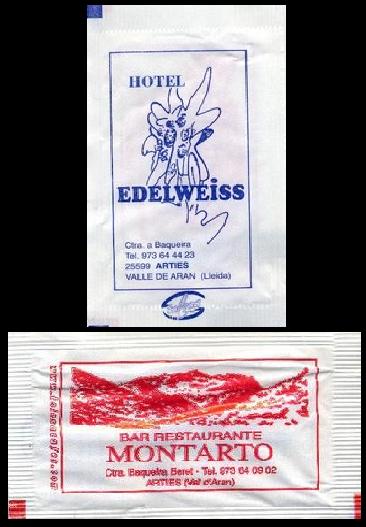 HOTEL
EDELWEISS
Ctra. a Baqueira
Tel. 973 64 44 23
25599 ARTIES
VALLE DE ARAN (Lleida)
BAR RESTAURANTE
MONTARTO
Ctra. Baqueira Beret - Tel. 973 64 09 02
ARTIES (Val d'Aran)